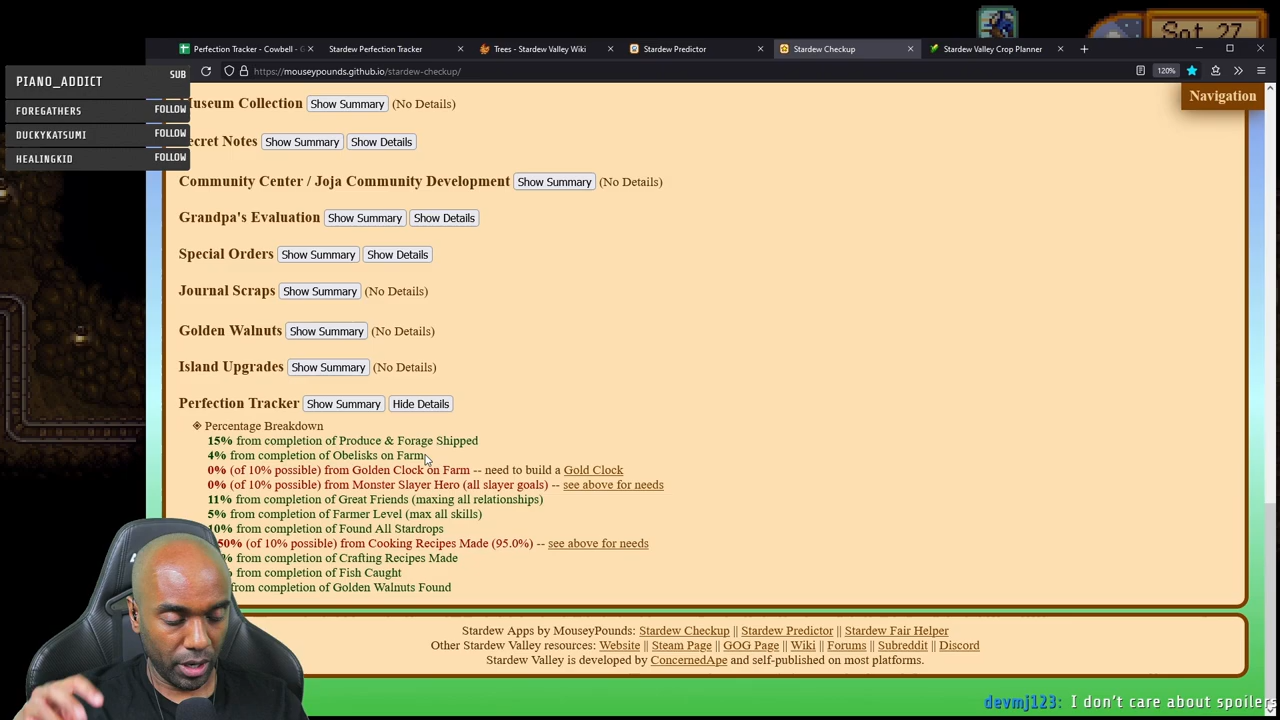 Sat. 27
Perfection Tracker - Cowbell - G
Stardew Perfection Tracker
Trees - Stardew Valley Wiki
Stardew Predictor
Stardew Checkup
Stardew Valley Crop Planner
https://mouseypounds.github.io/stardew-checkup/
120%
PIANO_ADDICT SUB
FOREGATHERS FOLLOW
DUCKYKATSUMI FOLLOW
HEALINGKID FOLLOW
Navigation
Museum Collection Show Summary (No Details)
Secret Notes Show Summary Show Details
Community Center / Joja Community Development Show Summary (No Details)
Grandpa's Evaluation Show Summary Show Details
Special Orders Show Summary Show Details
Journal Scraps Show Summary (No Details)
Golden Walnuts Show Summary (No Details)
Island Upgrades Show Summary (No Details)
Perfection Tracker Show Summary Hide Details
Percentage Breakdown
15% from completion of Produce & Forage Shipped
4% from completion of Obelisks on Farm
0% (of 10% possible) from Golden Clock on Farm -- need to build a Gold Clock
0% (of 10% possible) from Monster Slayer Hero (all slayer goals) -- see above for needs
11% from completion of Great Friends (maxing all relationships)
5% from completion of Farmer Level (max all skills)
10% from completion of Found All Stardrops
50% (of 10% possible) from Cooking Recipes Made (95.0%) -- see above for needs
from completion of Crafting Recipes Made
from completion of Fish Caught
from completion of Golden Walnuts Found
Stardew Apps by MouseyPounds: Stardew Checkup || Stardew Predictor || Stardew Fair Helper
Other Stardew Valley resources: Website || Steam Page || GOG Page || Wiki || Forums || Subreddit || Discord
Stardew Valley is developed by ConcernedApe and self-published on most platforms.
devmj123: I don't care about spoilers